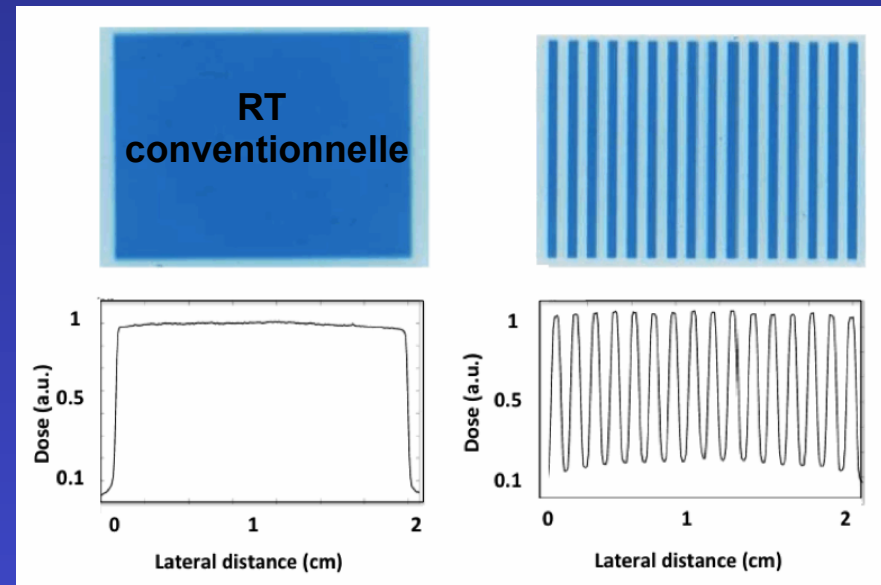 RT
conventionnelle
1
0.5
0.1
Dose (a.u.)
0 1 2
Lateral distance (cm)
1
0.5
0.1
Dose (a.u.)
0 1 2
Lateral distance (cm)